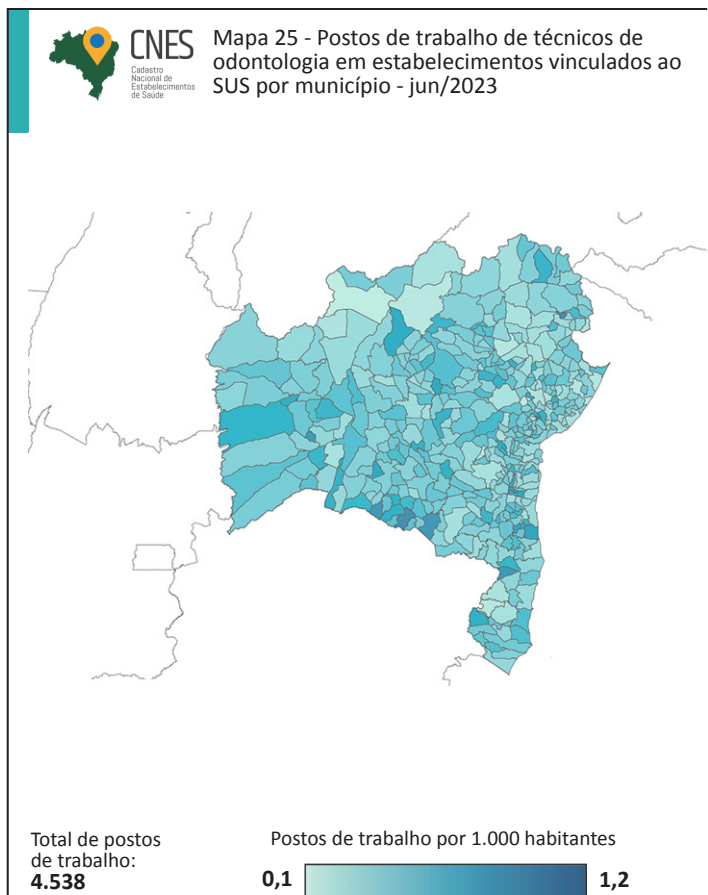 CNES
Cadastro
Nacional de
Estabelecimentos
de Saúde
Mapa 25 - Postos de trabalho de técnicos de
odontologia em estabelecimentos vinculados ao
SUS por município - jun/2023
Total de postos
de trabalho:
4.538
Postos de trabalho por 1.000 habitantes
0,1
1,2